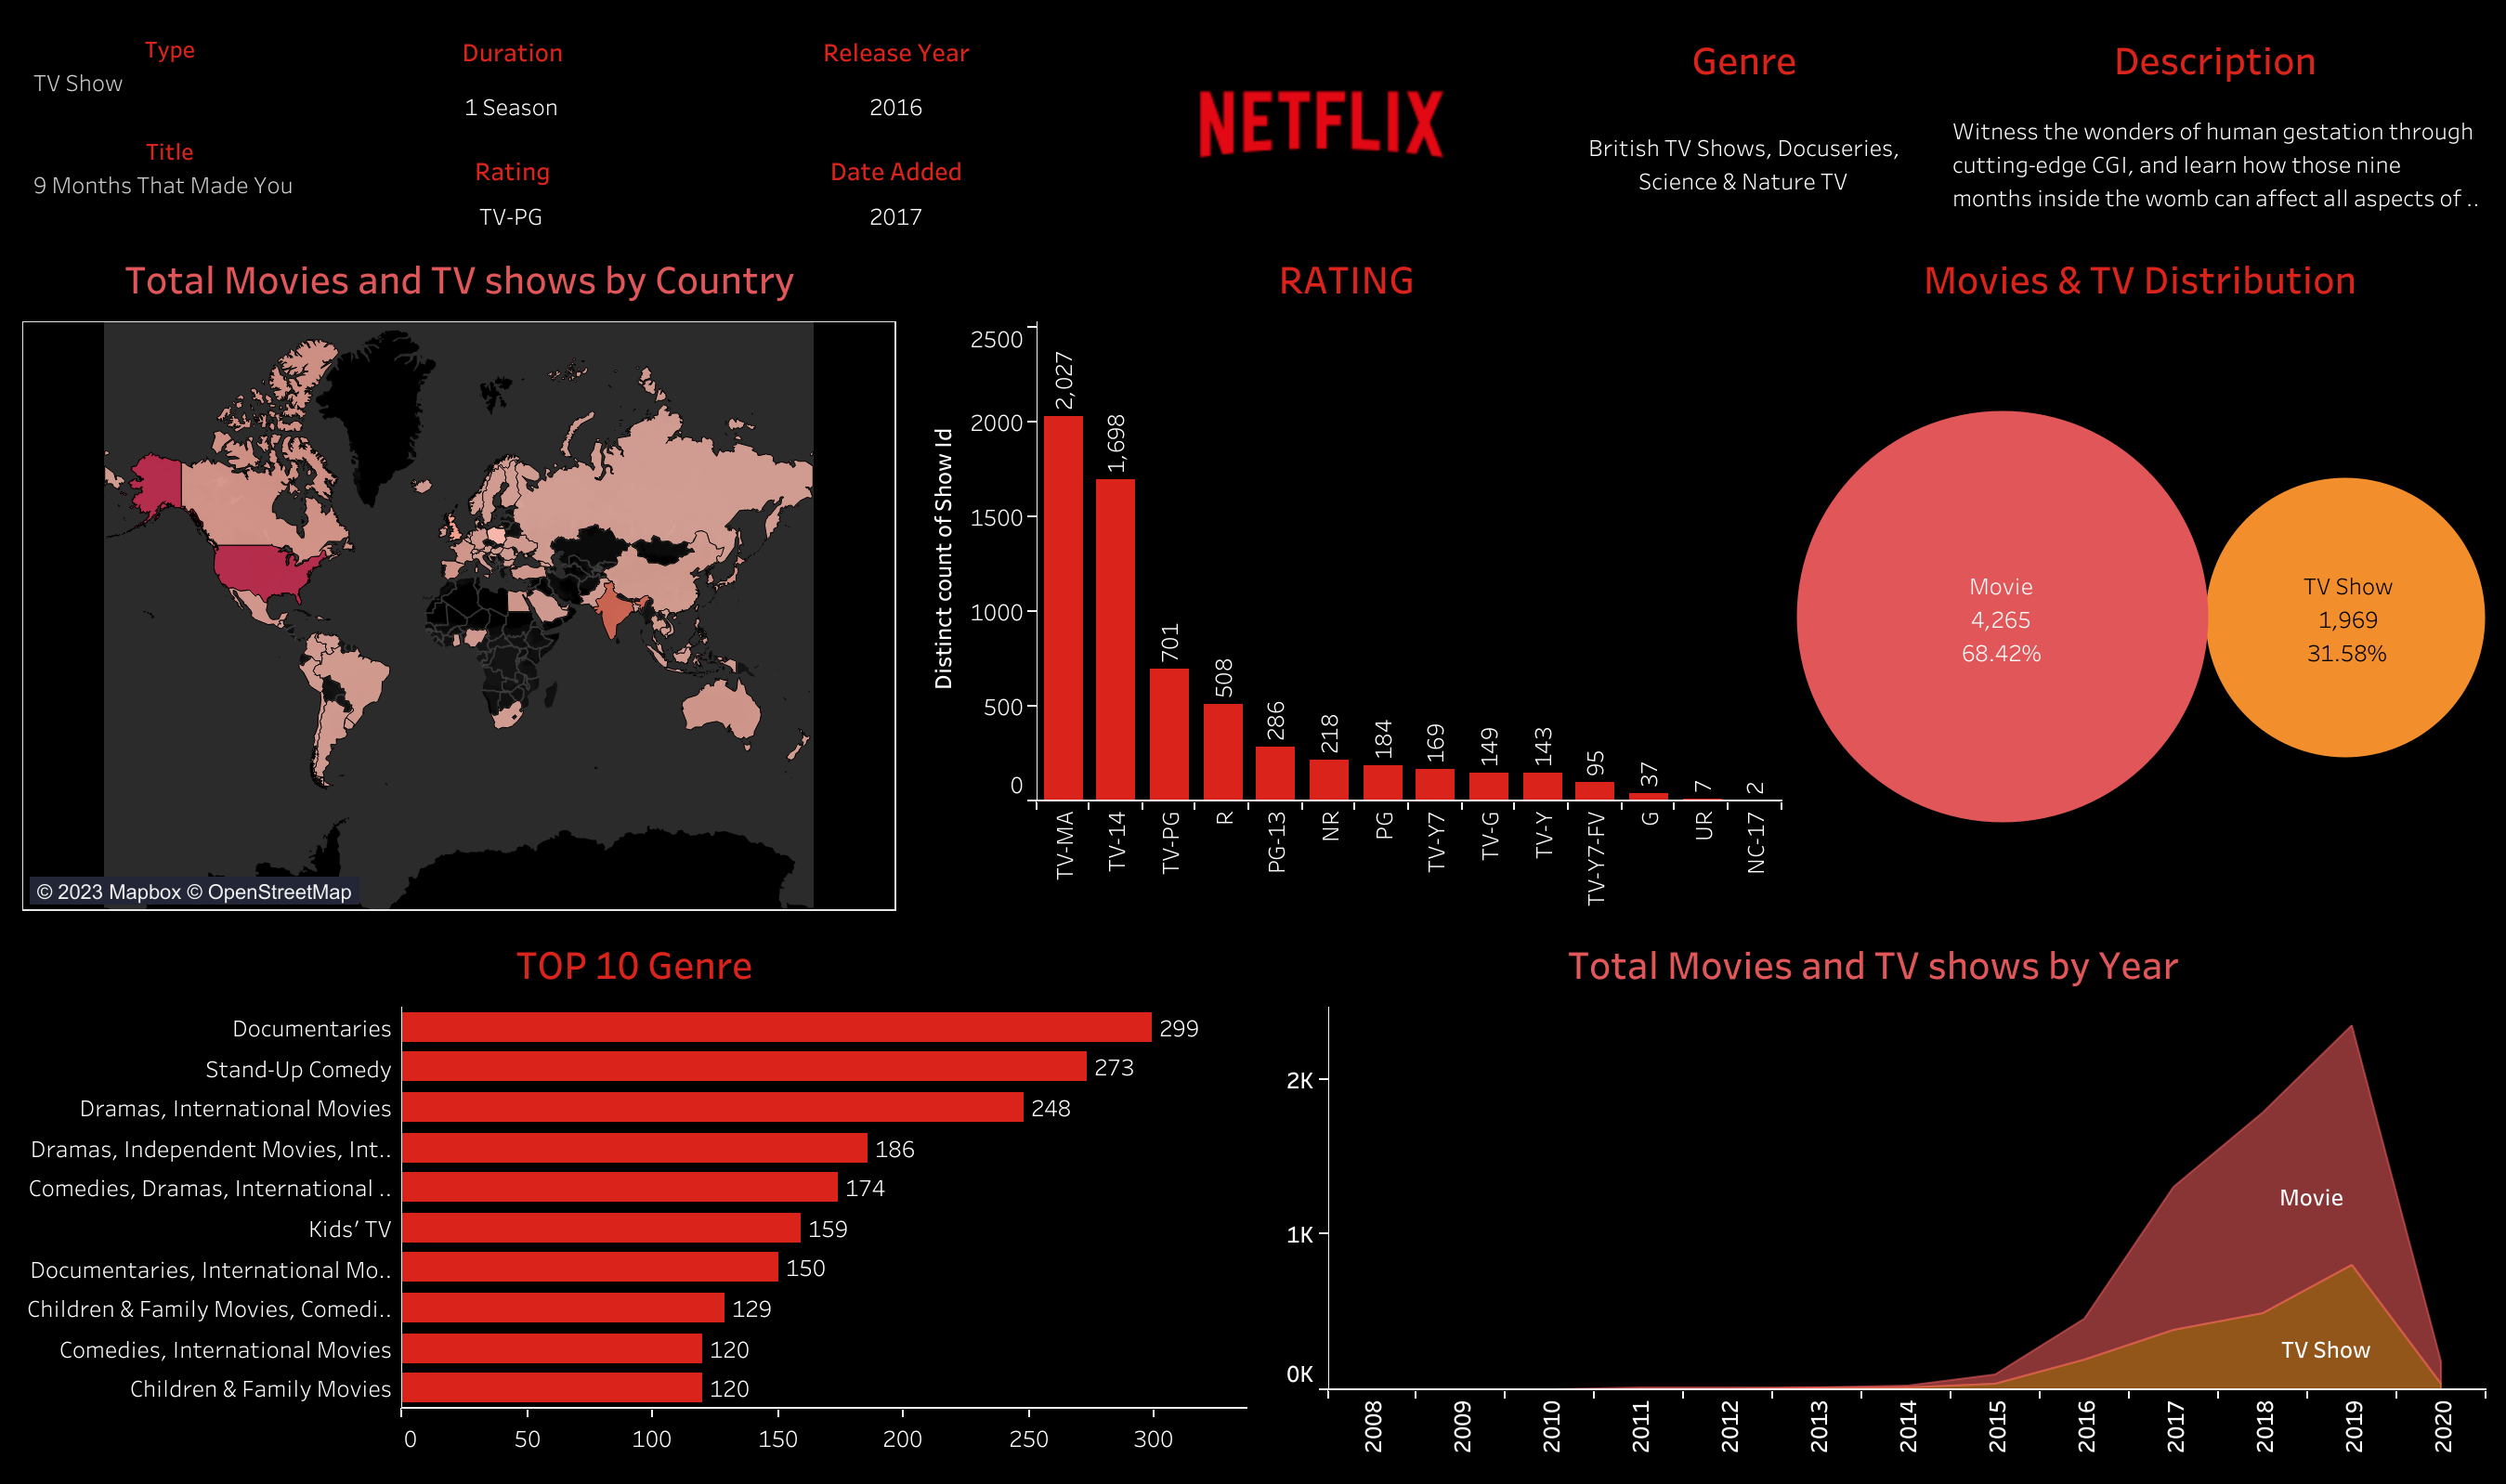 Type
TV Show
Title
9 Months That Made You
Duration
1 Season
Rating
TV-PG
Release Year
2016
Date Added
2017
NETFLIX
Genre
British TV Shows, Docuseries,
Science & Nature TV
Description
Witness the wonders of human gestation through
cutting-edge CGI, and learn how those nine
months inside the womb can affect all aspects of ..
Total Movies and TV shows by Country
© 2023 Mapbox © OpenStreetMap
RATING
Distinct count of Show Id
2500
2000
1500
1000
500
0
2,027
1,698
701
508
286
218
184
169
149
143
95
37
7
2
TV-MA
TV-14
TV-PG
R
PG-13
NR
PG
TV-Y7
TV-G
TV-Y
TV-Y7-FV
G
UR
NC-17
Movies & TV Distribution
Movie
4,265
68.42%
TV Show
1,969
31.58%
TOP 10 Genre
Documentaries 299
Stand-Up Comedy 273
Dramas, International Movies 248
Dramas, Independent Movies, Int.. 186
Comedies, Dramas, International .. 174
Kids’ TV 159
Documentaries, International Mo.. 150
Children & Family Movies, Comedi.. 129
Comedies, International Movies 120
Children & Family Movies 120
0 50 100 150 200 250 300
Total Movies and TV shows by Year
2K
1K
0K
Movie
TV Show
2008
2009
2010
2011
2012
2013
2014
2015
2016
2017
2018
2019
2020